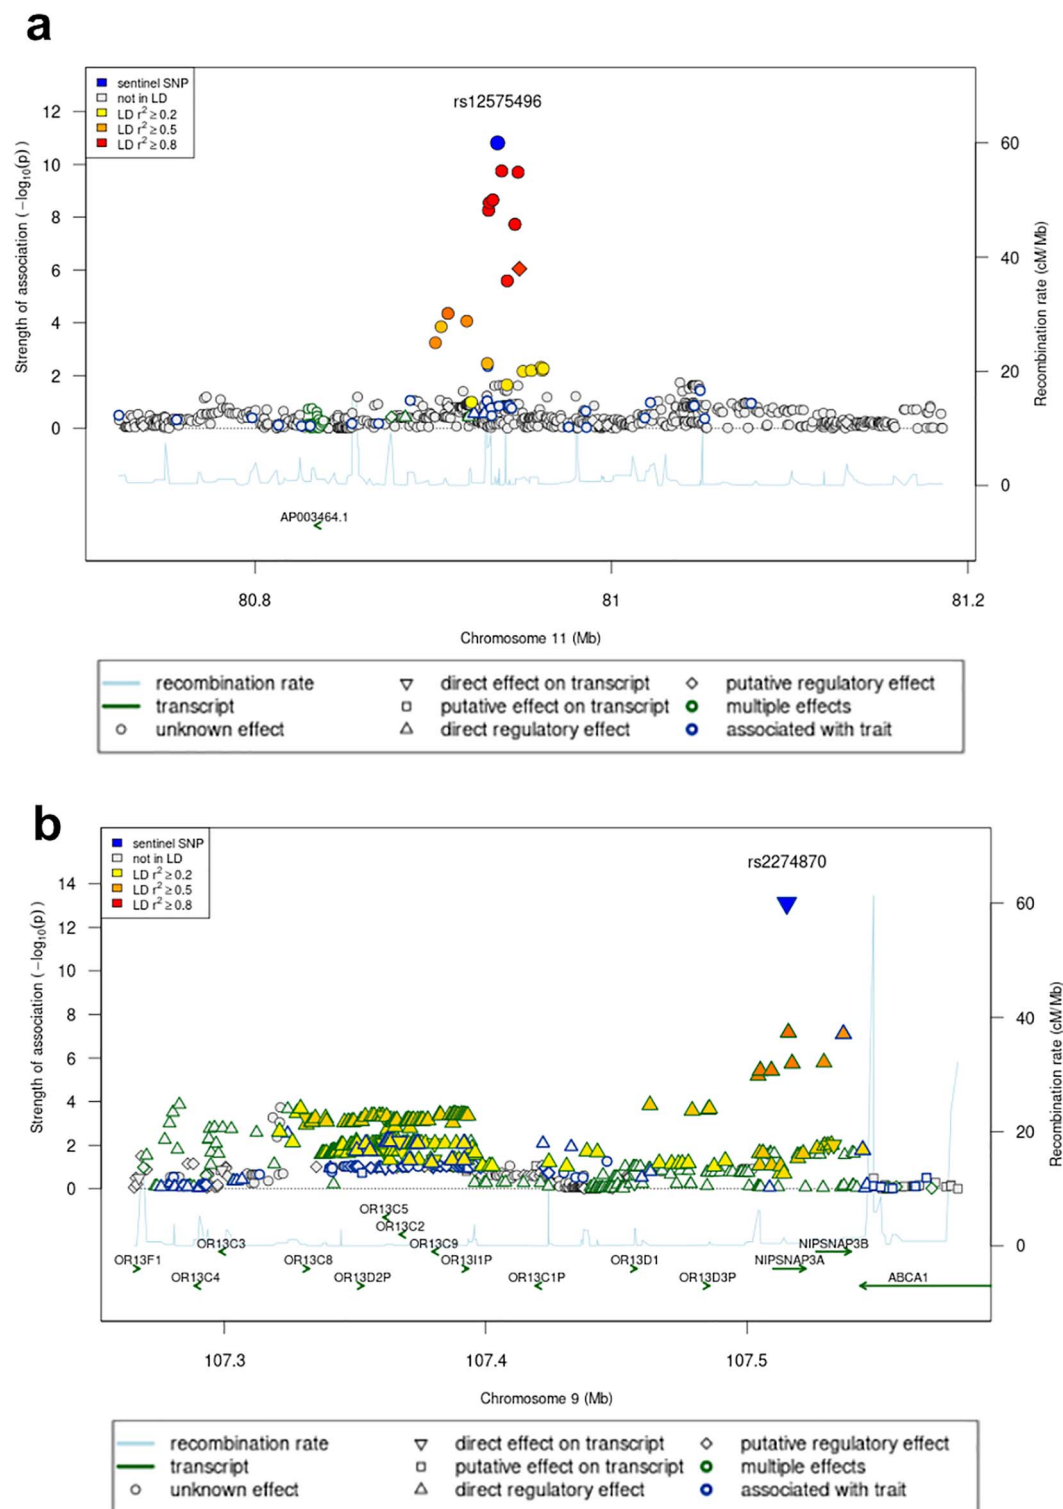 a
sentinel SNP
not in LD
LD r² ≥ 0.2
LD r² ≥ 0.5
LD r² ≥ 0.8
rs12575496
Strength of association (−log10(p))
12
10
8
6
4
2
0
Recombination rate (cM/Mb)
60
40
20
0
AP003464.1
80.8 81 81.2
Chromosome 11 (Mb)
recombination rate direct effect on transcript putative regulatory effect
transcript putative effect on transcript multiple effects
unknown effect direct regulatory effect associated with trait
b
sentinel SNP
not in LD
LD r² ≥ 0.2
LD r² ≥ 0.5
LD r² ≥ 0.8
rs2274870
Strength of association (−log10(p))
14
12
10
8
6
4
2
0
Recombination rate (cM/Mb)
60
40
20
0
OR13C5
OR13C2
OR13C3 OR13C9 NIPSNAP3B
OR13F1 OR13C8 OR13I1P OR13D1 NIPSNAP3A
OR13C4 OR13D2P OR13C1P OR13D3P ABCA1
107.3 107.4 107.5
Chromosome 9 (Mb)
recombination rate direct effect on transcript putative regulatory effect
transcript putative effect on transcript multiple effects
unknown effect direct regulatory effect associated with trait